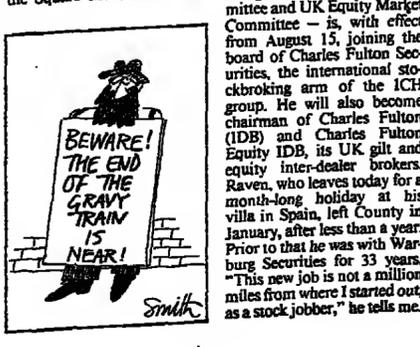 BEWARE!
THE END
OF THE
GRAVY
TRAIN
IS
NEAR!
Smith
mittee and UK Equity Market
Committee — is, with effect
from August 15, joining the
board of Charles Fulton Sec-
urities, the international sto-
ckbroking arm of the ICH
group. He will also become
chairman of Charles Fulton
(IDB) and Charles Fulton
Equity IDB, its UK gilt and
equity inter-dealer brokers.
Raven, who leaves today for a
month-long holiday at his
villa in Spain, left County in
January, after less than a year.
Prior to that he was with War-
burg Securities for 33 years.
"This new job is not a million
miles from where I started out,
as a stock jobber," he tells me.